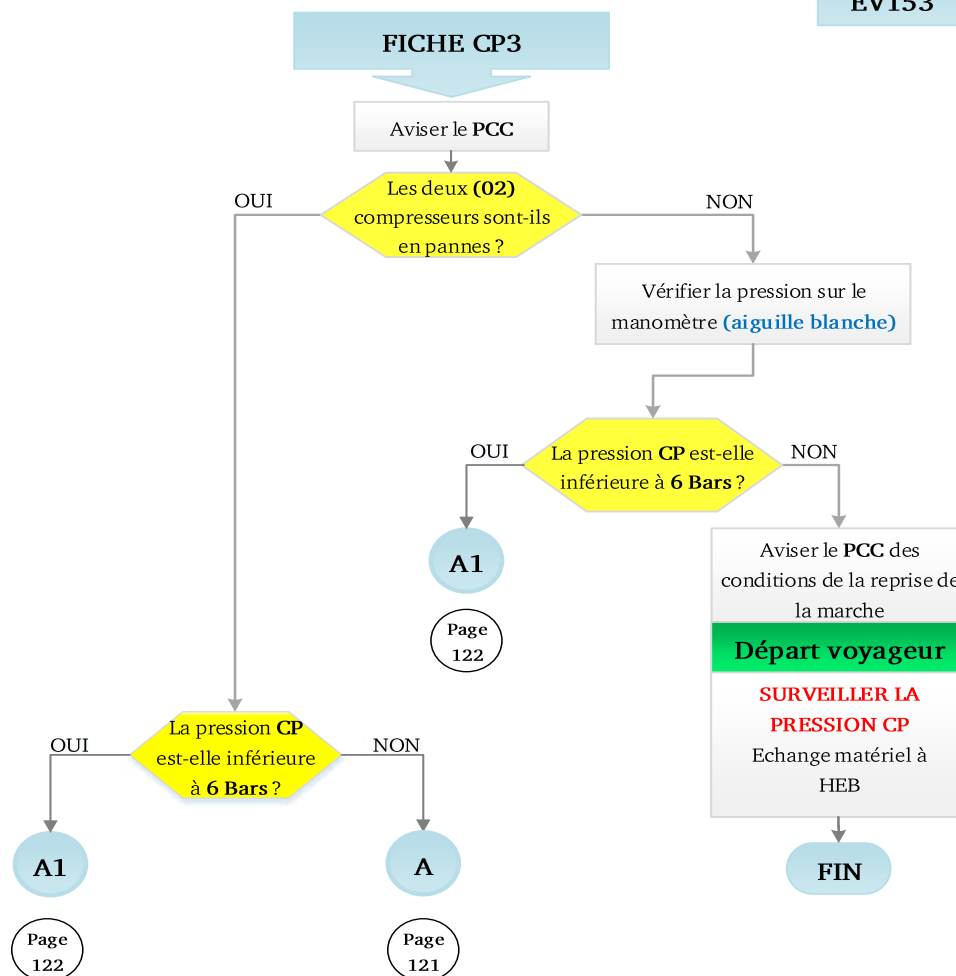 EV153
FICHE CP3
Aviser le PCC
Les deux (02)
compresseurs sont-ils
en pannes ?
OUI
NON
Vérifier la pression sur le
manomètre (aiguille blanche)
La pression CP est-elle
inférieure à 6 Bars ?
OUI
NON
A1
Page
122
Aviser le PCC des
conditions de la reprise de
la marche
Départ voyageur
SURVEILLER LA
PRESSION CP
Echange matériel à
HEB
FIN
La pression CP
est-elle inférieure
à 6 Bars ?
OUI
NON
A1
A
Page
122
Page
121